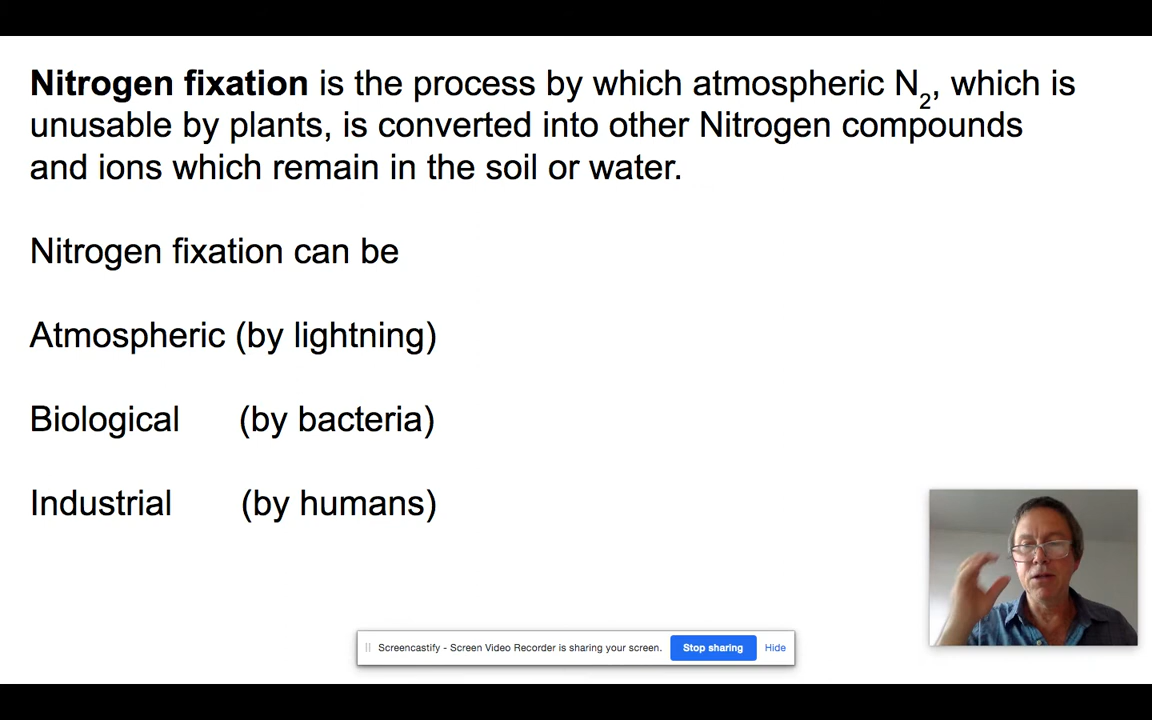 Nitrogen fixation is the process by which atmospheric N₂, which is
unusable by plants, is converted into other Nitrogen compounds
and ions which remain in the soil or water.
Nitrogen fixation can be
Atmospheric (by lightning)
Biological (by bacteria)
Industrial (by humans)
Screencastify - Screen Video Recorder is sharing your screen. Stop sharing Hide